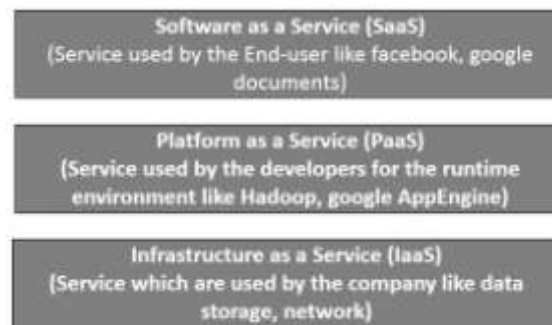 Software as a Service (SaaS)
(Service used by the End-user like facebook, google
documents)
Platform as a Service (PaaS)
(Service used by the developers for the runtime
environment like Hadoop, google AppEngine)
Infrastructure as a Service (IaaS)
(Service which are used by the company like data
storage, network)